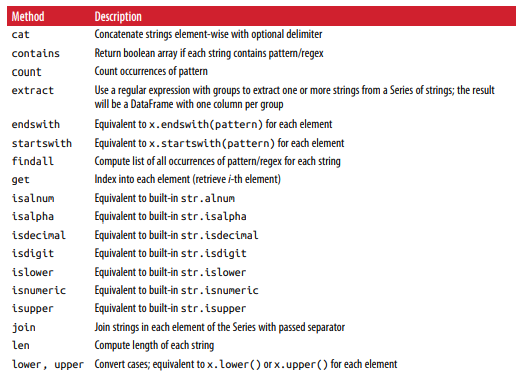 Method Description
cat Concatenate strings element-wise with optional delimiter
contains Return boolean array if each string contains pattern/regex
count Count occurrences of pattern
extract Use a regular expression with groups to extract one or more strings from a Series of strings; the result
will be a DataFrame with one column per group
endswith Equivalent to x.endswith(pattern) for each element
startswith Equivalent to x.startswith(pattern) for each element
findall Compute list of all occurrences of pattern/regex for each string
get Index into each element (retrieve i-th element)
isalnum Equivalent to built-in str.alnum
isalpha Equivalent to built-in str.isalpha
isdecimal Equivalent to built-in str.isdecimal
isdigit Equivalent to built-in str.isdigit
islower Equivalent to built-in str.islower
isnumeric Equivalent to built-in str.isnumeric
isupper Equivalent to built-in str.isupper
join Join strings in each element of the Series with passed separator
len Compute length of each string
lower, upper Convert cases; equivalent to x.lower() or x.upper() for each element